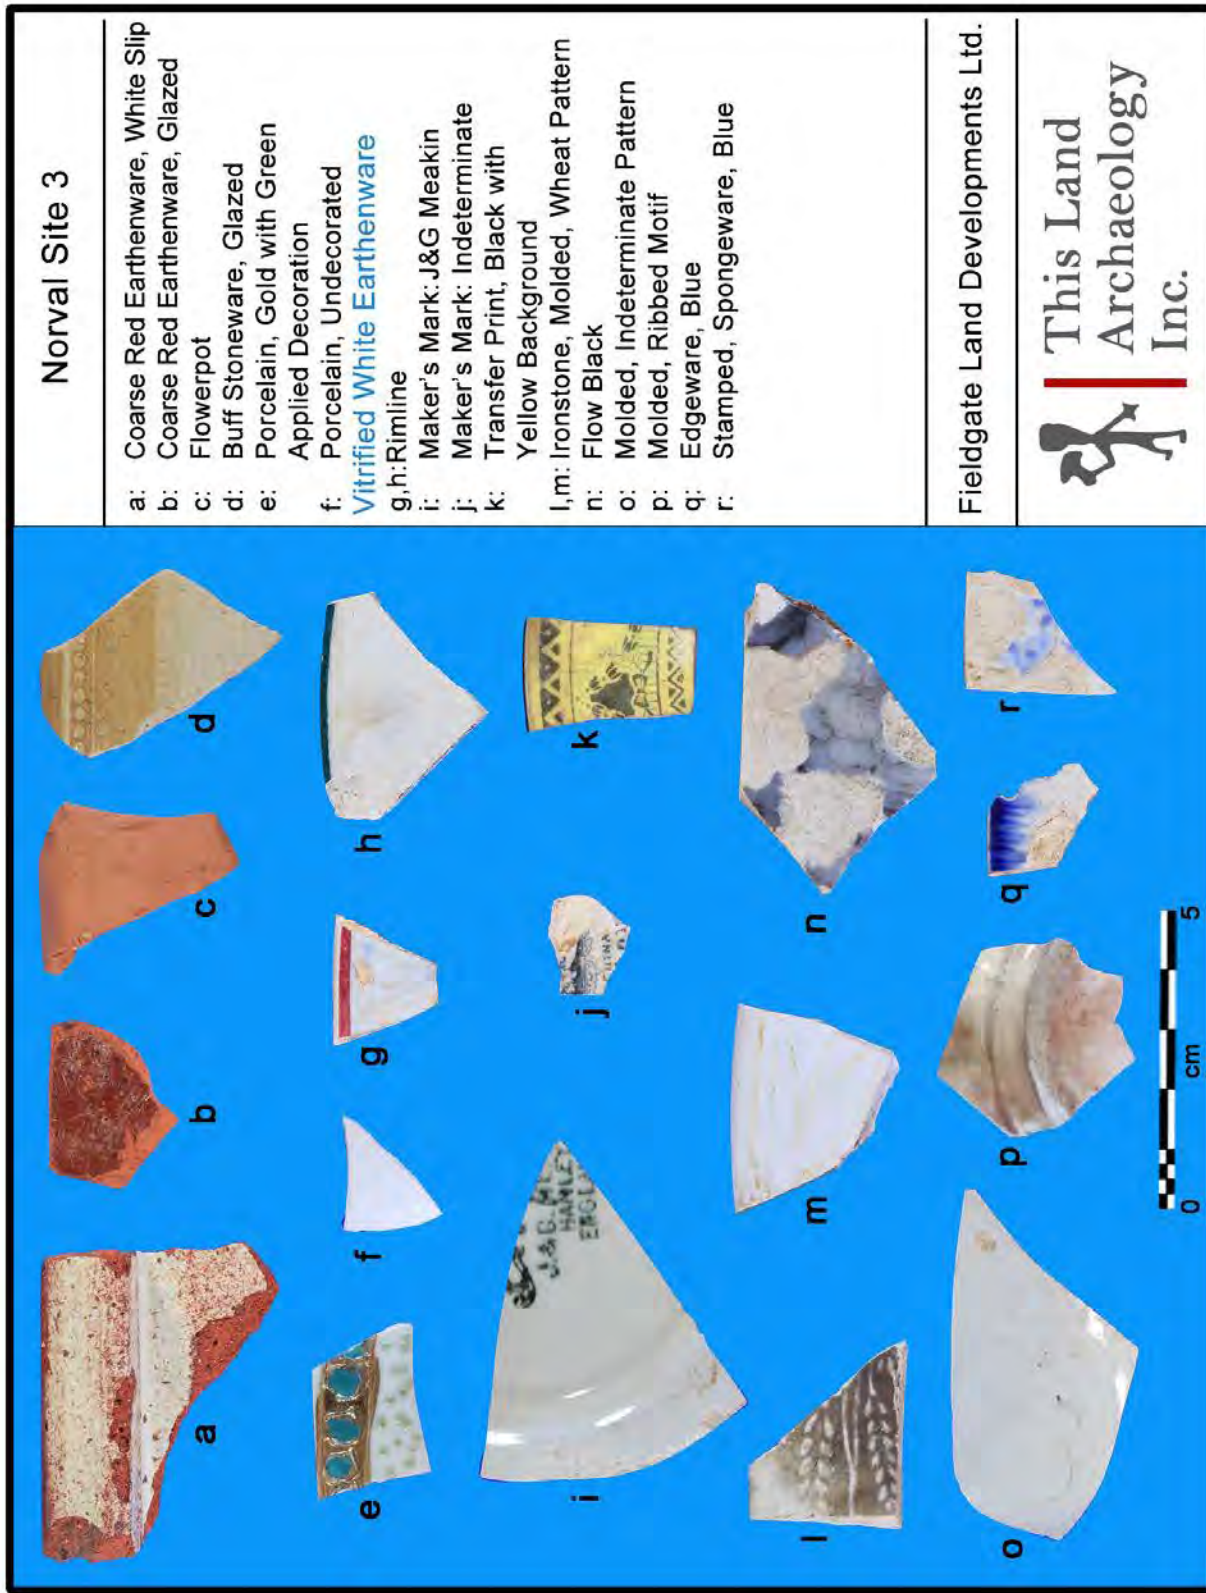 Norval Site 3
a: Coarse Red Earthenware, White Slip
b: Coarse Red Earthenware, Glazed
c: Flowerpot
d: Buff Stoneware, Glazed
e: Porcelain, Gold with Green
Applied Decoration
f: Porcelain, Undecorated
Vitrified White Earthenware
g,h:Rimline
i: Maker's Mark: J&G Meakin
j: Maker's Mark: Indeterminate
k: Transfer Print, Black with
Yellow Background
l,m: Ironstone, Molded, Wheat Pattern
n: Flow Black
o: Molded, Indeterminate Pattern
p: Molded, Ribbed Motif
q: Edgeware, Blue
r: Stamped, Spongeware, Blue
Fieldgate Land Developments Ltd.
This Land
Archaeology
Inc.
a b c d
e f g h
J.&G. ME
HAMLEY
ENGL
i j k
l m n
o p q r
0 cm 5